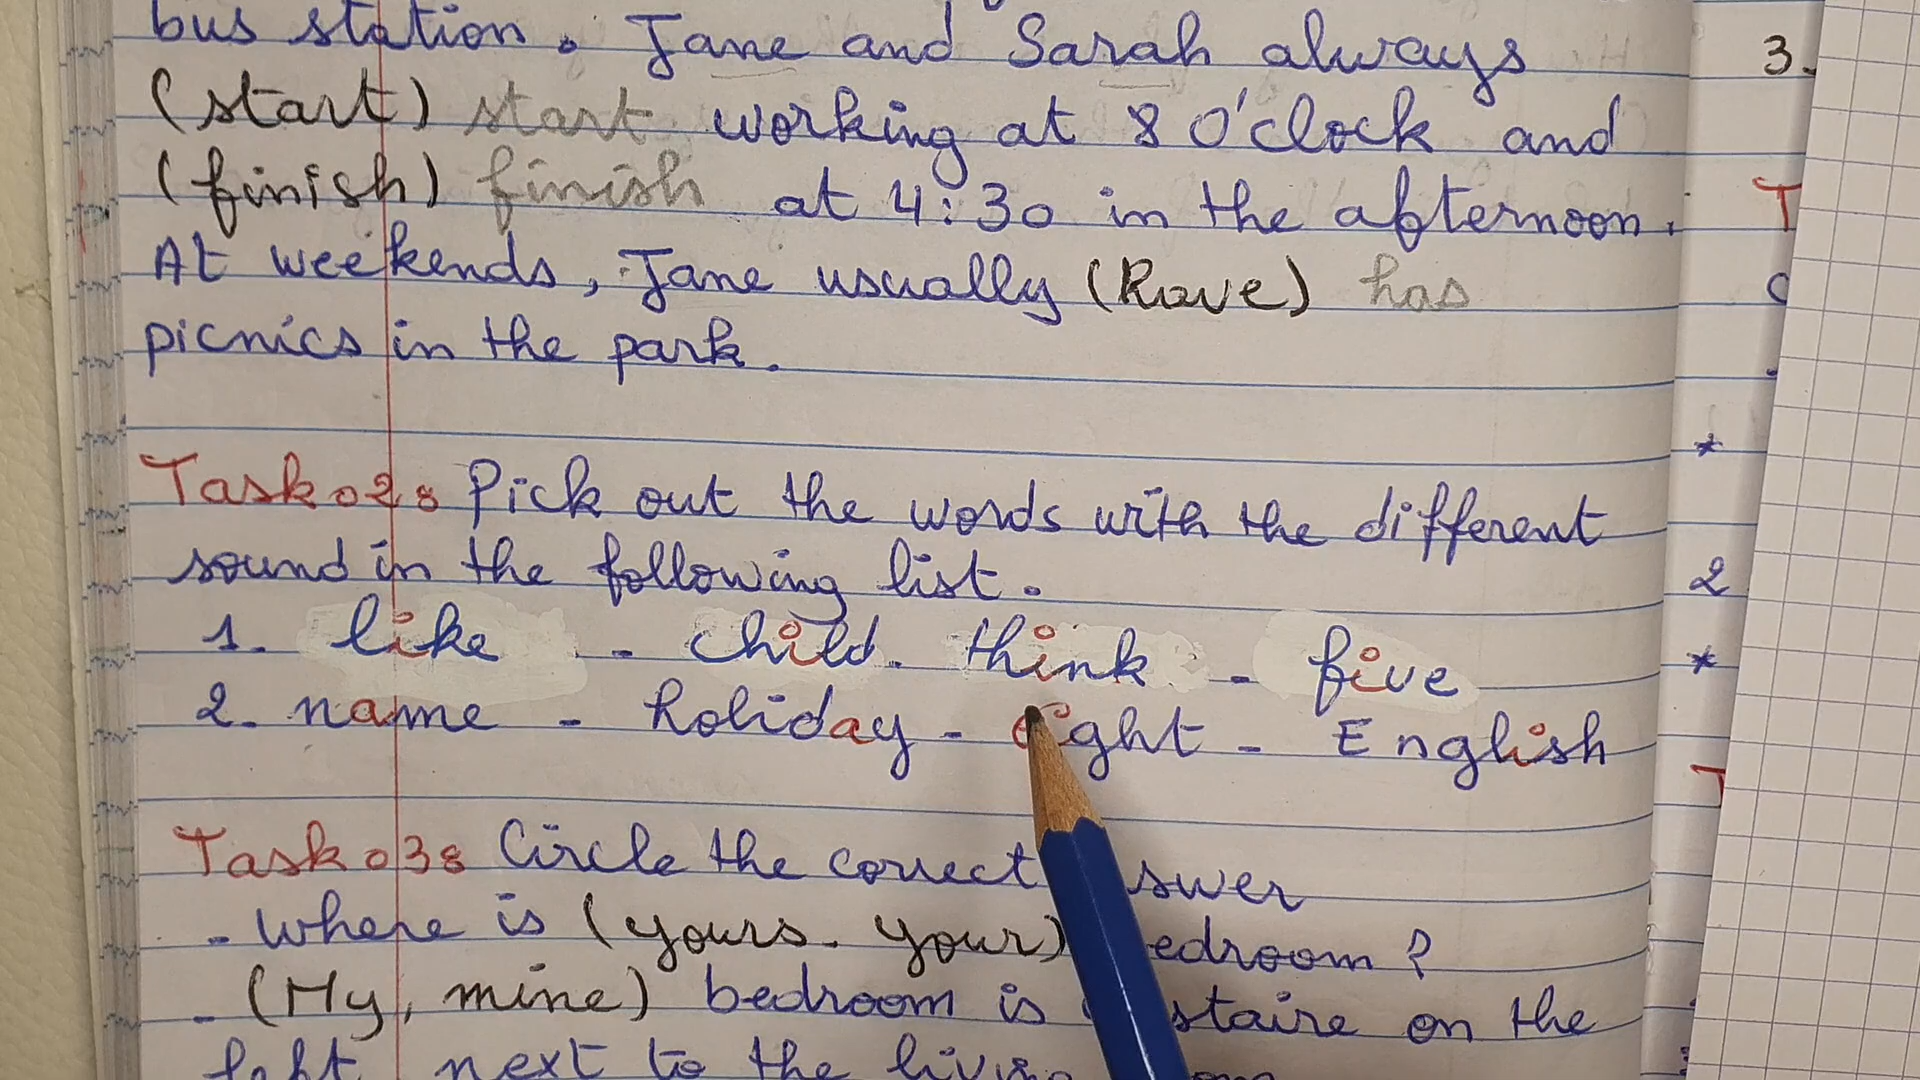 bus station. Jane and Sarah always
(start) start working at 8 O'clock and
(finish) finish at 4:30 in the afternoon.
At weekends, Jane usually (have) has
picnics in the park.
Task 02: Pick out the words with the different
sound in the following list.
1. like - child - think - five
2. name - holiday - eight - English
Task 03: Circle the correct
- where is (yours - your) bedroom?
- (My, mine) bedroom is on the
left, next to the living
3.
T
*
2
*